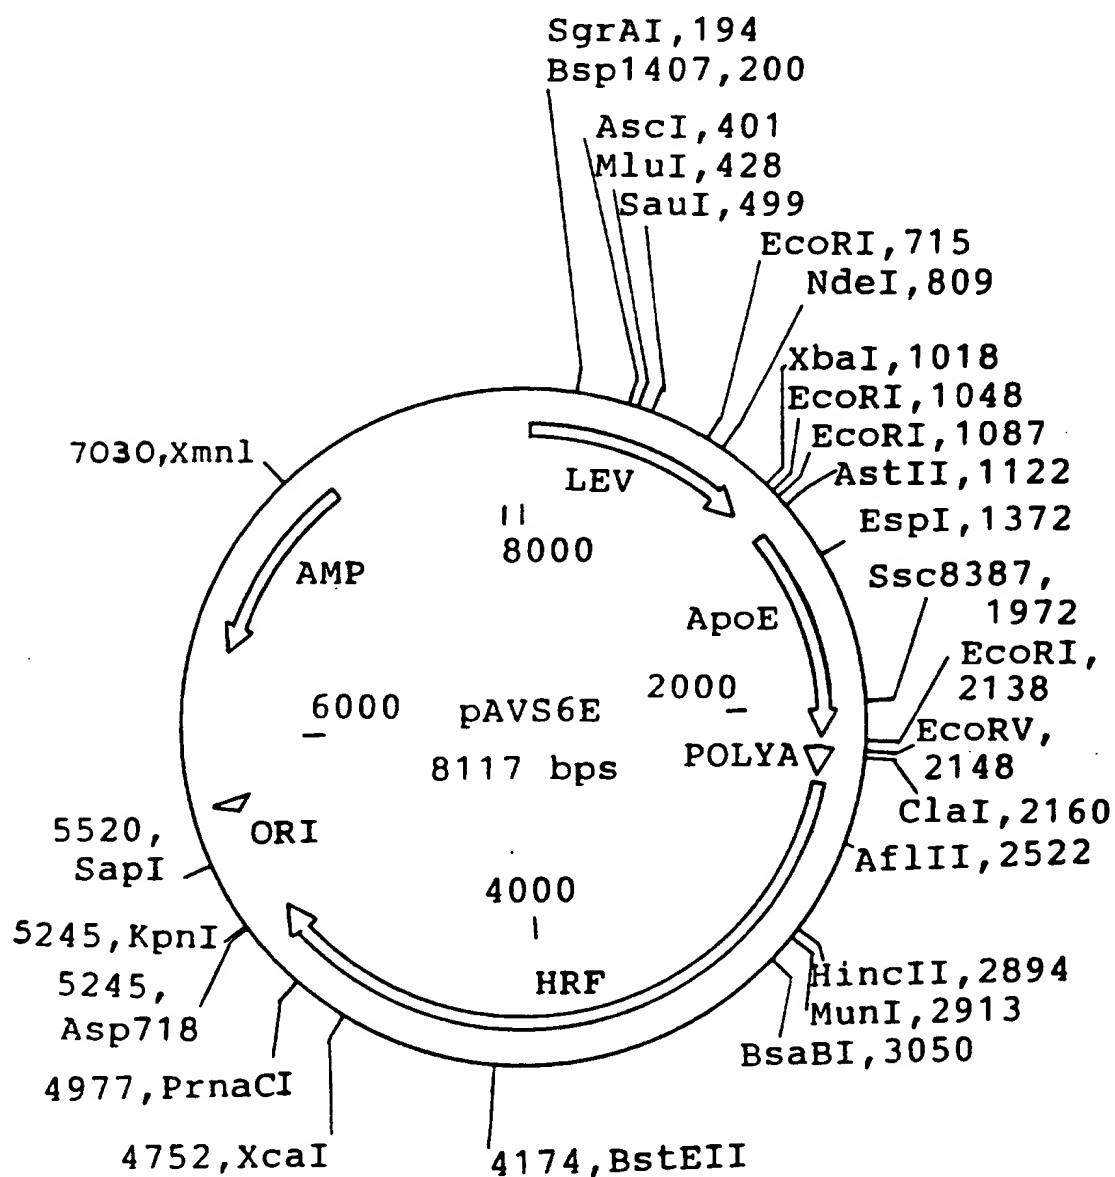 SgrAI,194
Bsp1407,200
AscI,401
MluI,428
SauI,499
EcoRI,715
NdeI,809
XbaI,1018
EcoRI,1048
EcoRI,1087
AstII,1122
EspI,1372
Ssc8387,
1972
EcoRI,
2138
EcoRV,
2148
ClaI,2160
AflII,2522
HincII,2894
MunI,2913
BsaBI,3050
4174,BstEII
4752,XcaI
4977,PrnaCI
5245,
Asp718
5245,KpnI
5520,
SapI
7030,Xmnl
LEV
8000
AMP
ApoE
2000
6000
pAVS6E
8117 bps
POLYA
ORI
4000
HRF